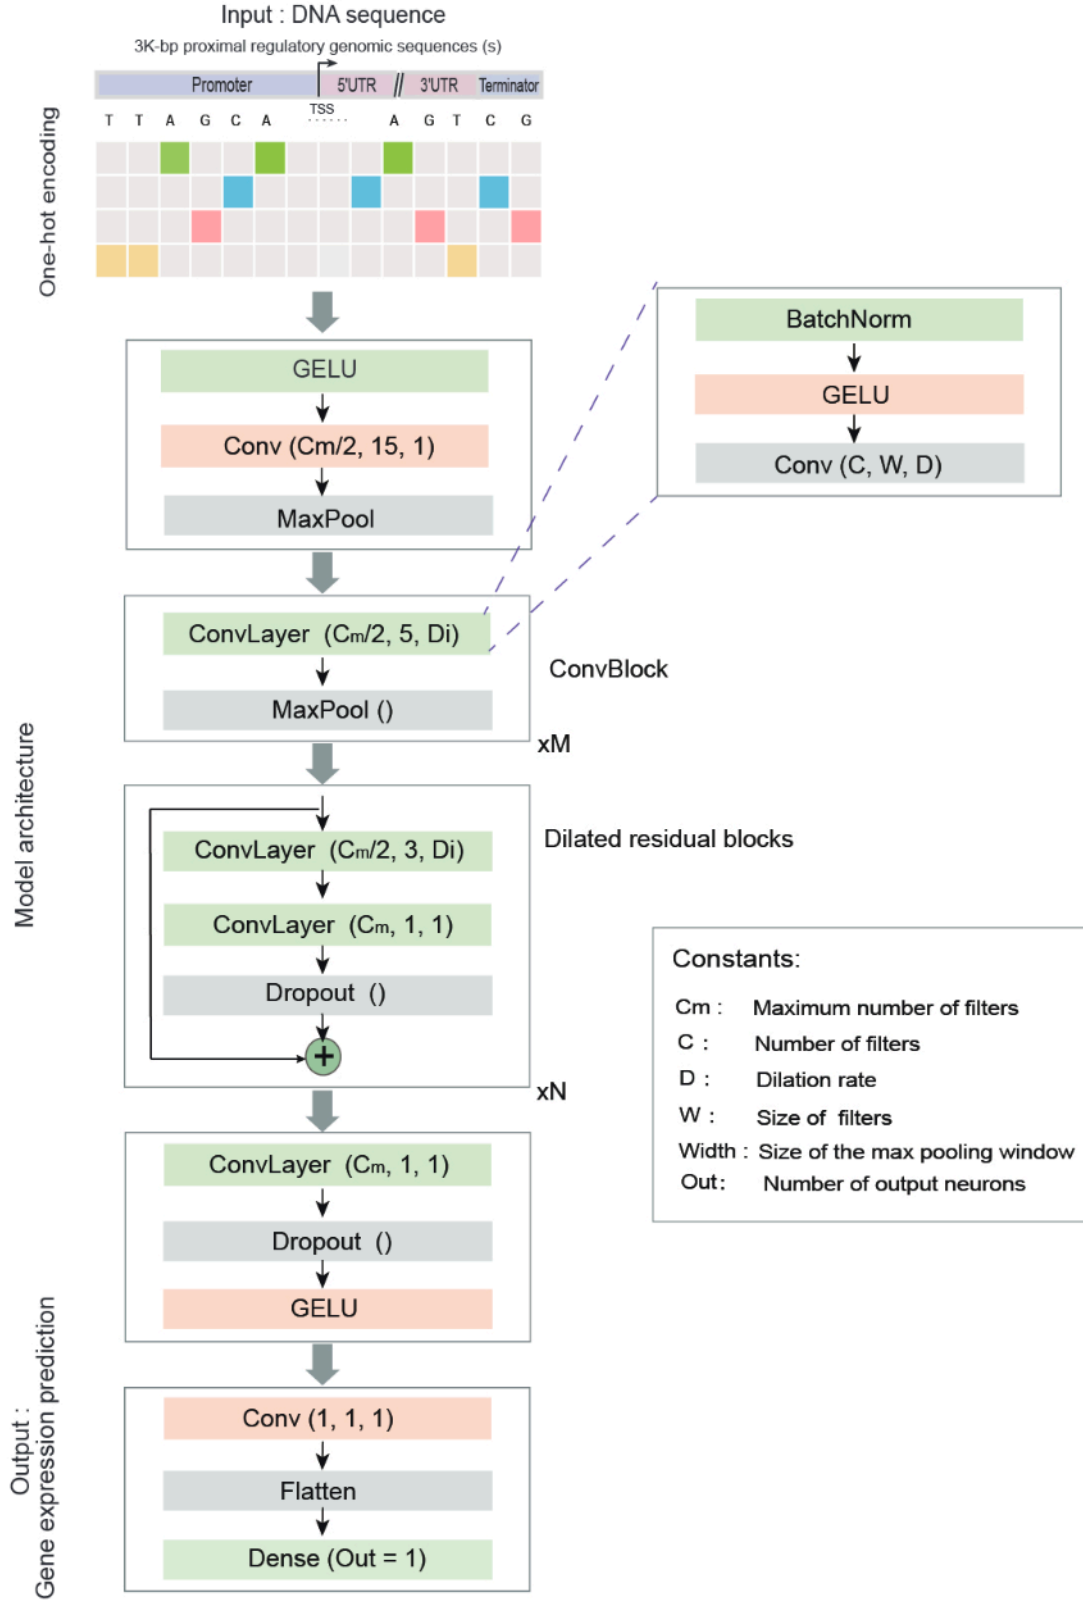 Input : DNA sequence
3K-bp proximal regulatory genomic sequences (s)
Promoter 5'UTR // 3'UTR Terminator
TSS
T T A G C A ...... A G T C G
One-hot encoding
GELU
Conv (Cm/2, 15, 1)
MaxPool
BatchNorm
GELU
Conv (C, W, D)
ConvLayer (Cm/2, 5, Di)
MaxPool ()
ConvBlock
xM
Model architecture
ConvLayer (Cm/2, 3, Di)
ConvLayer (Cm, 1, 1)
Dropout ()
+
Dilated residual blocks
xN
Constants:
Cm : Maximum number of filters
C : Number of filters
D : Dilation rate
W : Size of filters
Width : Size of the max pooling window
Out: Number of output neurons
ConvLayer (Cm, 1, 1)
Dropout ()
GELU
Output :
Gene expression prediction
Conv (1, 1, 1)
Flatten
Dense (Out = 1)